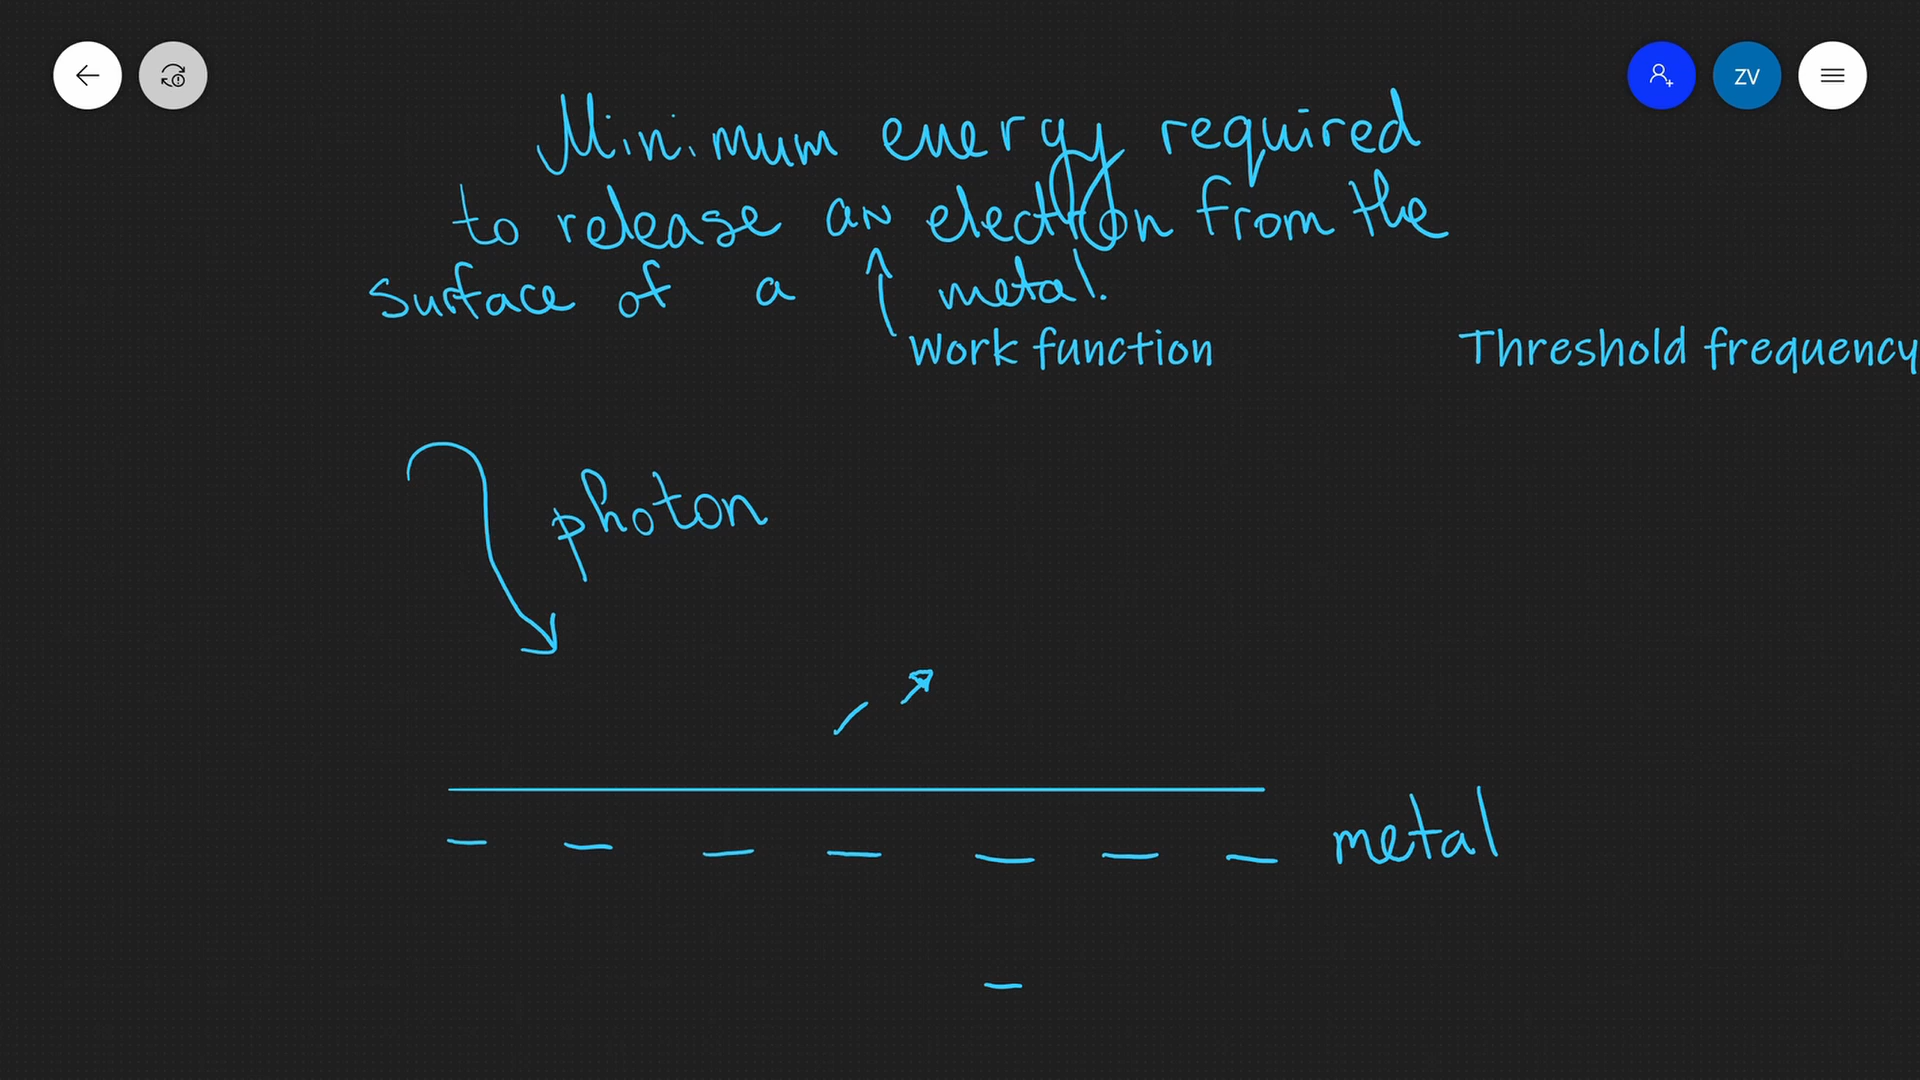 ZV
Minimum energy required
to release an electron from the
surface of a metal.
Work function
Threshold frequency
photon
metal